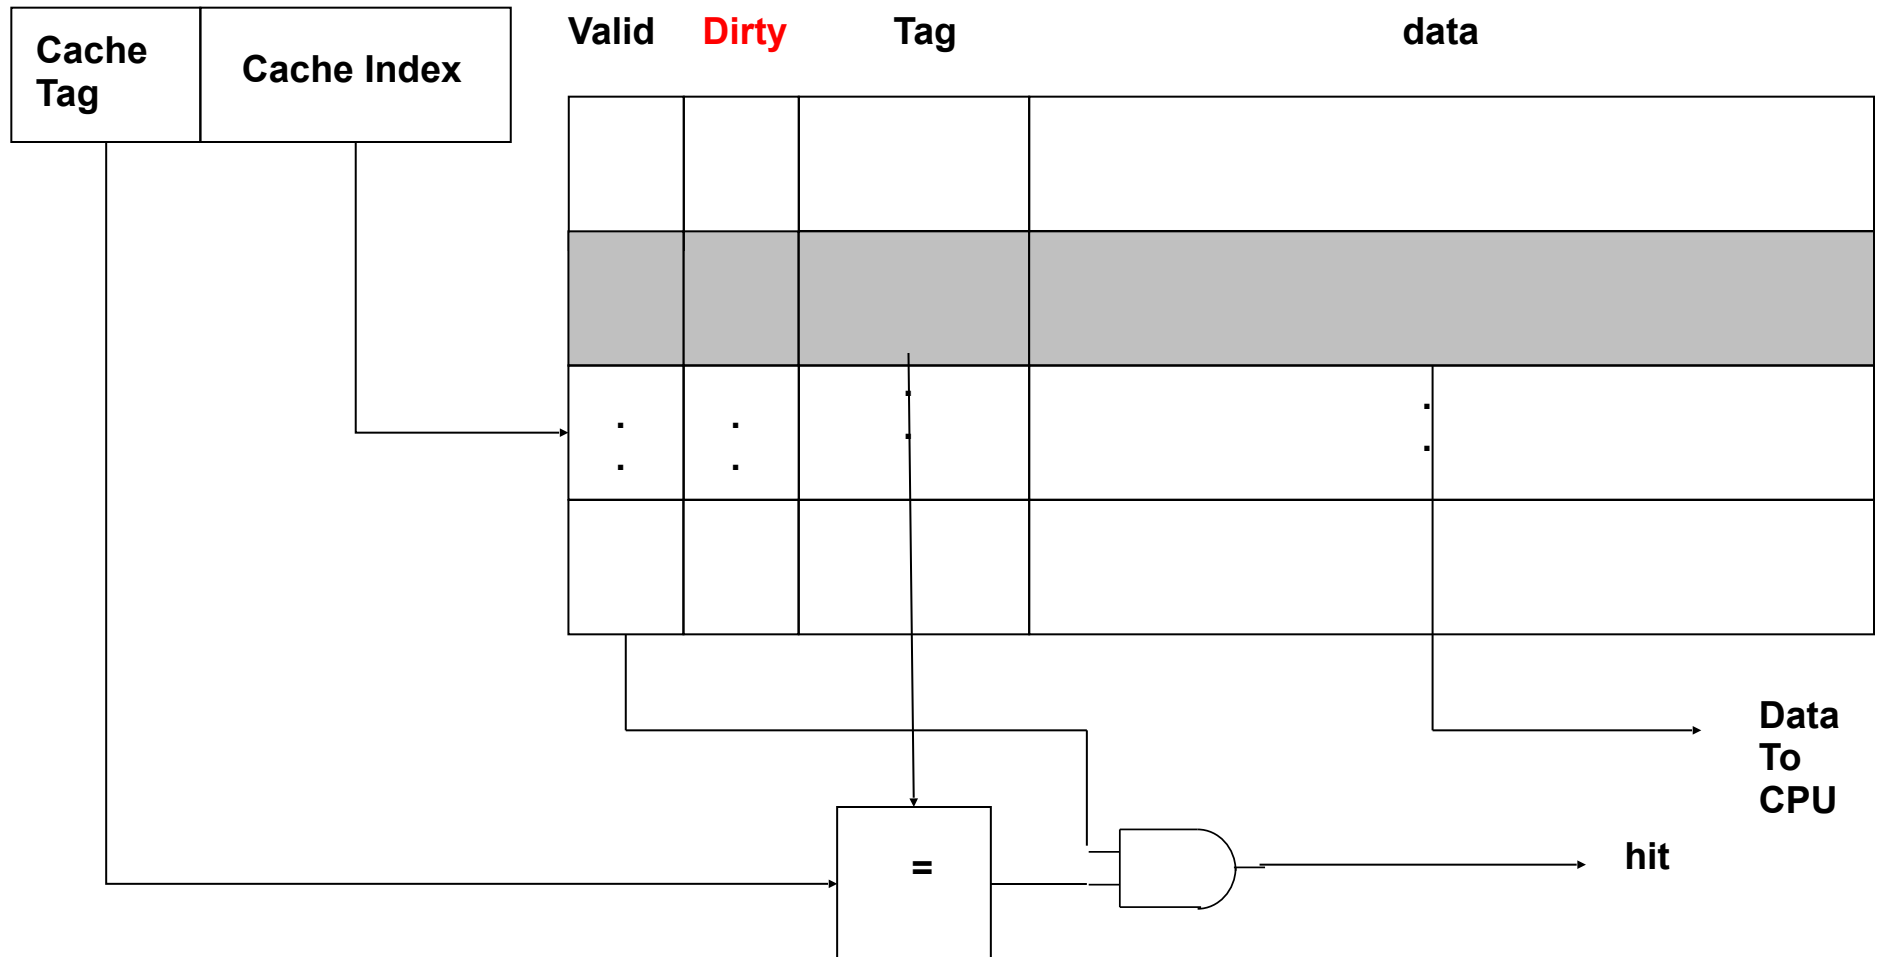 Cache
Tag
Cache Index
Valid Dirty Tag data
. . . .
. . . .
=
Data
To
CPU
hit